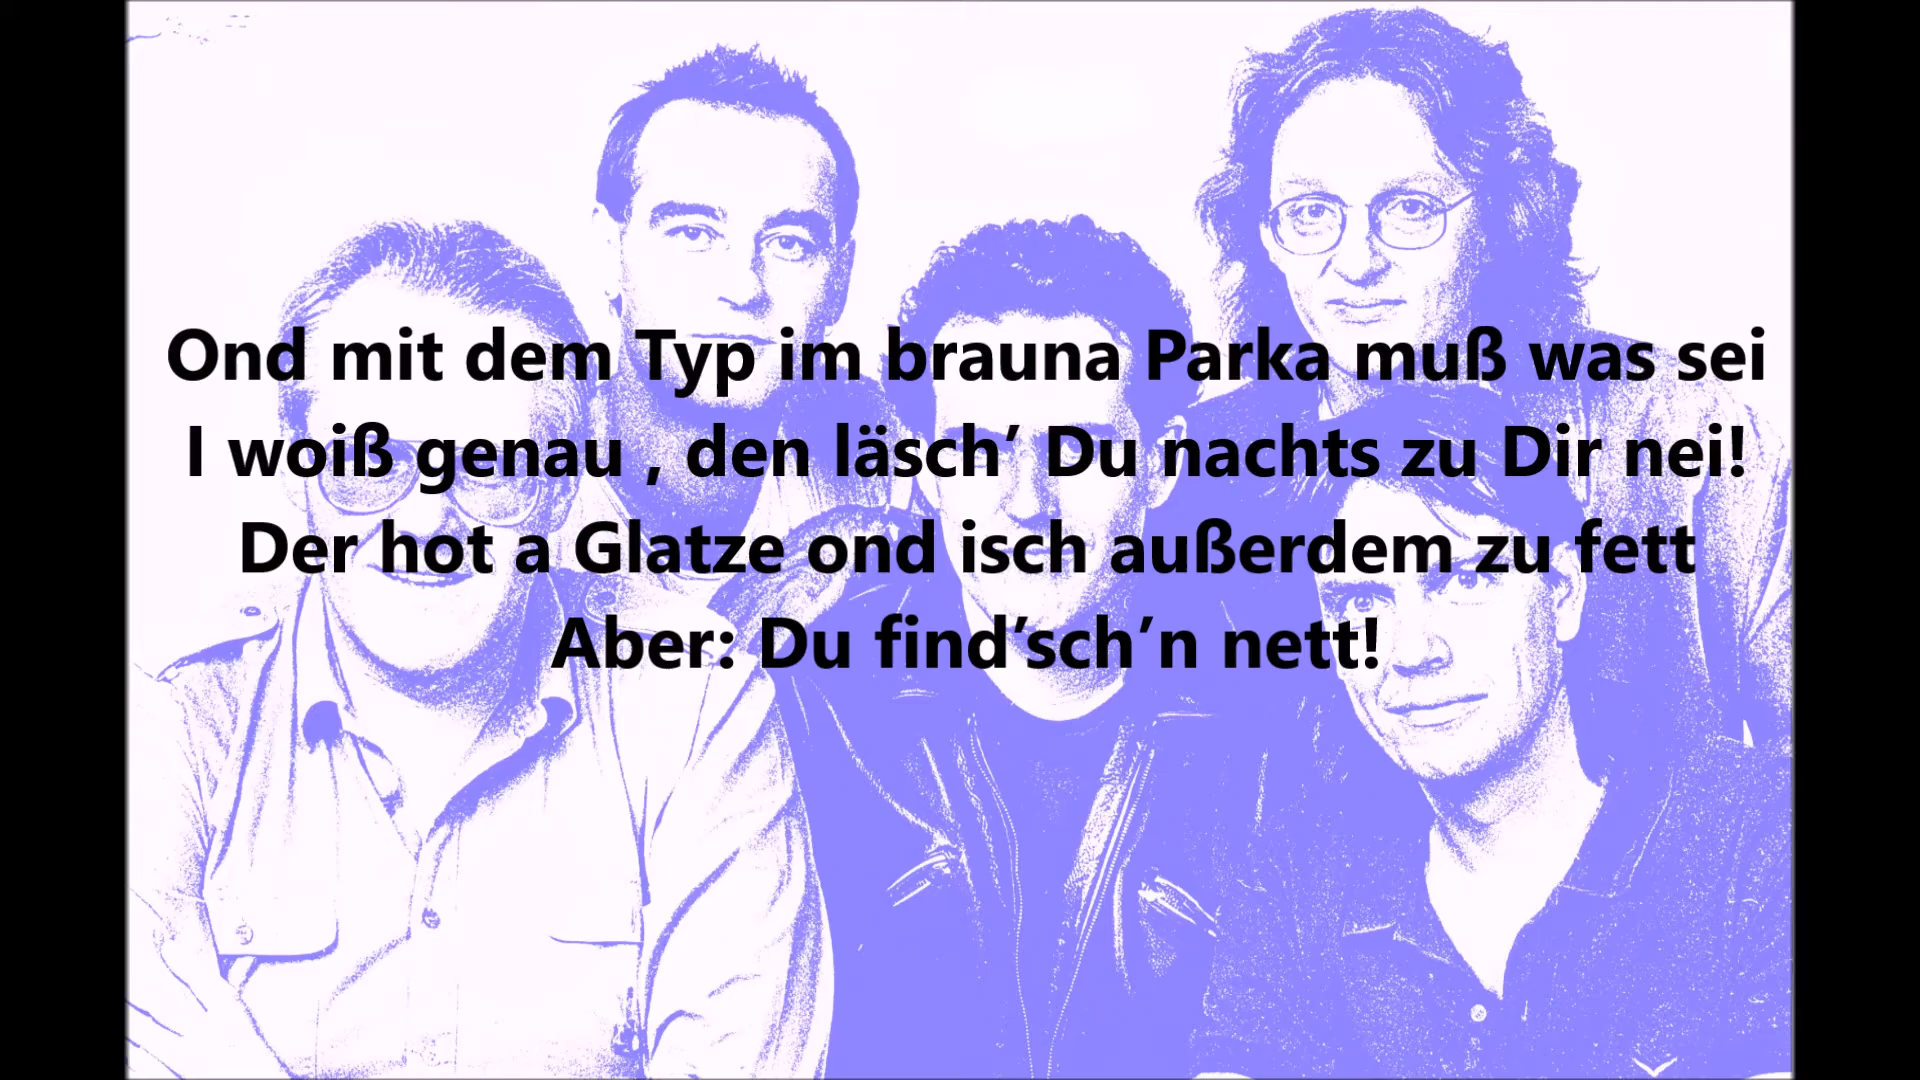 Ond mit dem Typ im brauna Parka muß was sei
I woiß genau , den läsch’ Du nachts zu Dir nei!
Der hot a Glatze ond isch außerdem zu fett
Aber: Du find’sch’n nett!